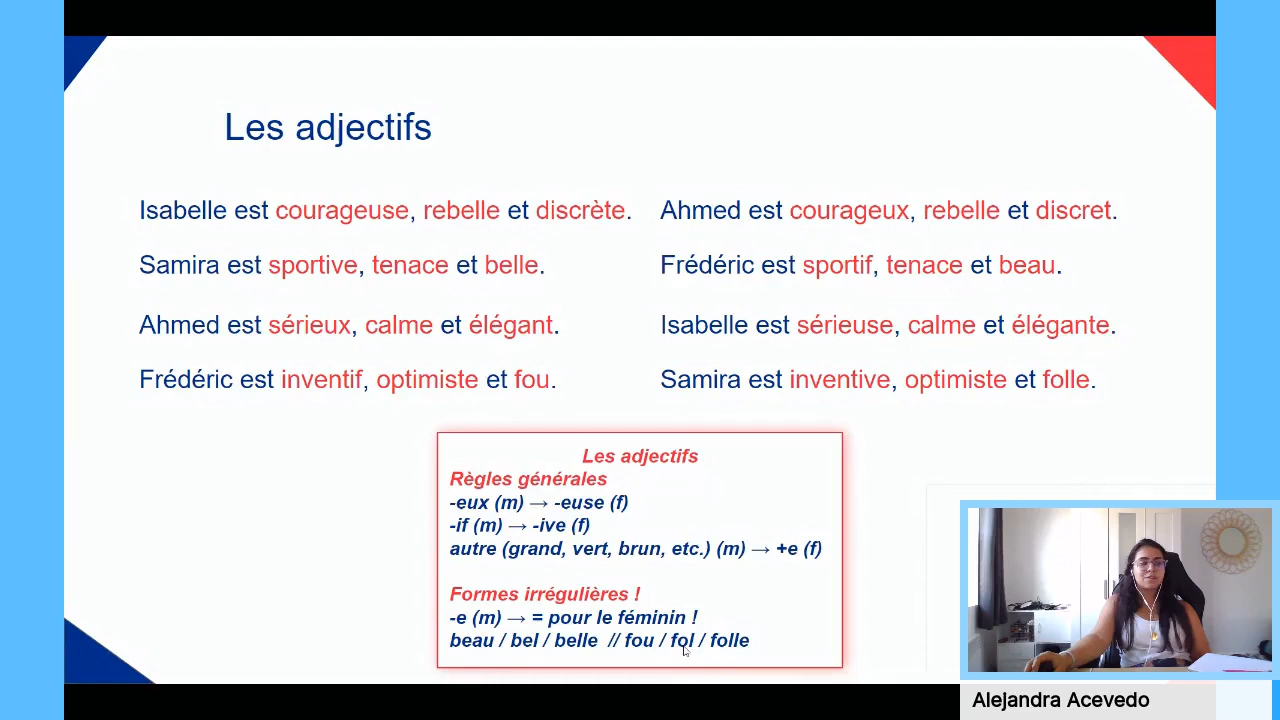 Les adjectifs
Isabelle est courageuse, rebelle et discrète.
Ahmed est courageux, rebelle et discret.
Samira est sportive, tenace et belle.
Frédéric est sportif, tenace et beau.
Ahmed est sérieux, calme et élégant.
Isabelle est sérieuse, calme et élégante.
Frédéric est inventif, optimiste et fou.
Samira est inventive, optimiste et folle.
Les adjectifs
Règles générales
-eux (m) → -euse (f)
-if (m) → -ive (f)
autre (grand, vert, brun, etc.) (m) → +e (f)
Formes irrégulières !
-e (m) → = pour le féminin !
beau / bel / belle // fou / fol / folle
Alejandra Acevedo